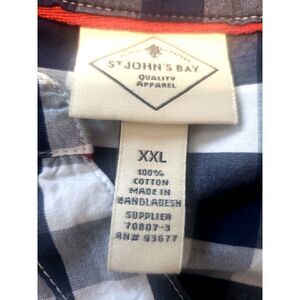 ST JOHN'S BAY
QUALITY
APPAREL
XXL
100%
COTTON
MADE IN
BANGLADESH
SUPPLIER
70807-3
RN# 93677